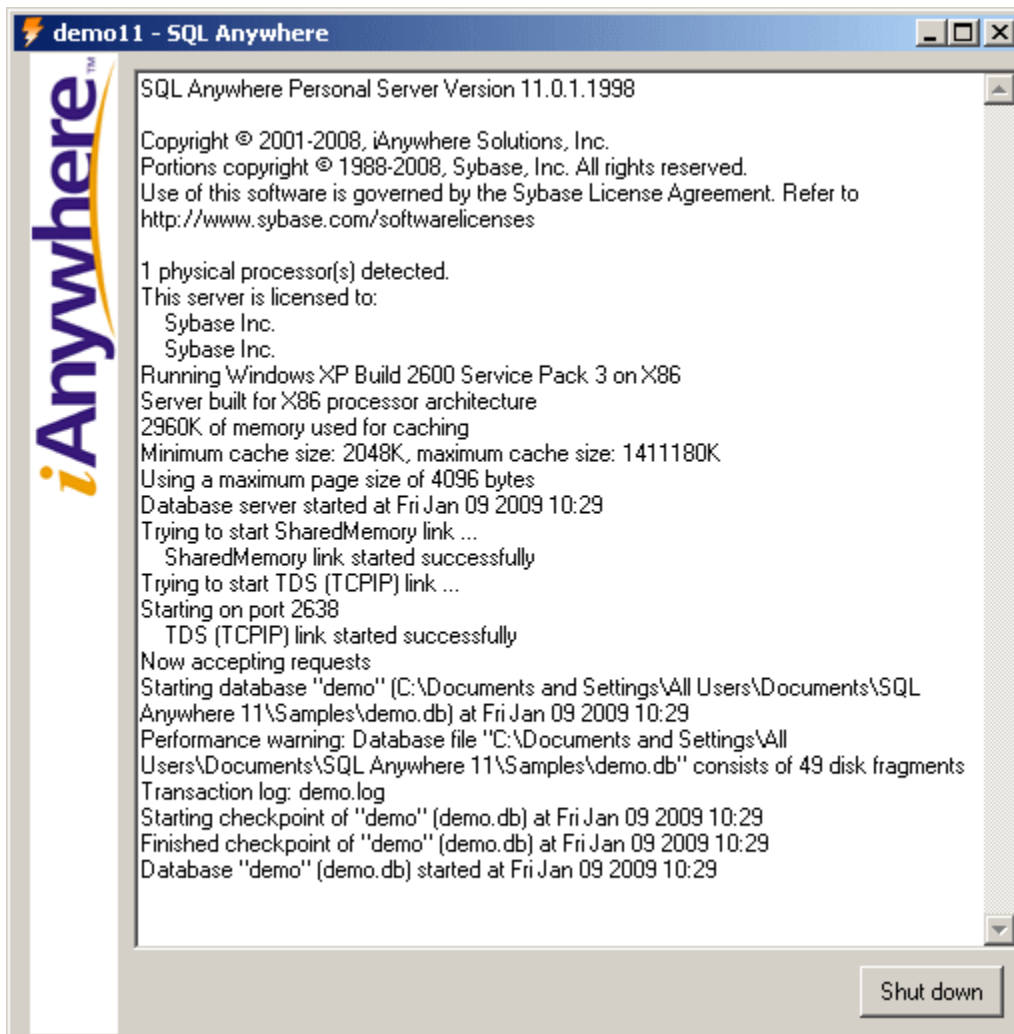 demo11 - SQL Anywhere
iAnywhere™
SQL Anywhere Personal Server Version 11.0.1.1998
Copyright © 2001-2008, iAnywhere Solutions, Inc.
Portions copyright © 1988-2008, Sybase, Inc. All rights reserved.
Use of this software is governed by the Sybase License Agreement. Refer to
http://www.sybase.com/softwarelicenses
1 physical processor(s) detected.
This server is licensed to:
Sybase Inc.
Sybase Inc.
Running Windows XP Build 2600 Service Pack 3 on X86
Server built for X86 processor architecture
2960K of memory used for caching
Minimum cache size: 2048K, maximum cache size: 1411180K
Using a maximum page size of 4096 bytes
Database server started at Fri Jan 09 2009 10:29
Trying to start SharedMemory link ...
SharedMemory link started successfully
Trying to start TDS (TCPIP) link ...
Starting on port 2638
TDS (TCPIP) link started successfully
Now accepting requests
Starting database "demo" (C:\Documents and Settings\All Users\Documents\SQL
Anywhere 11\Samples\demo.db) at Fri Jan 09 2009 10:29
Performance warning: Database file "C:\Documents and Settings\All
Users\Documents\SQL Anywhere 11\Samples\demo.db" consists of 49 disk fragments
Transaction log: demo.log
Starting checkpoint of "demo" (demo.db) at Fri Jan 09 2009 10:29
Finished checkpoint of "demo" (demo.db) at Fri Jan 09 2009 10:29
Database "demo" (demo.db) started at Fri Jan 09 2009 10:29
Shut down